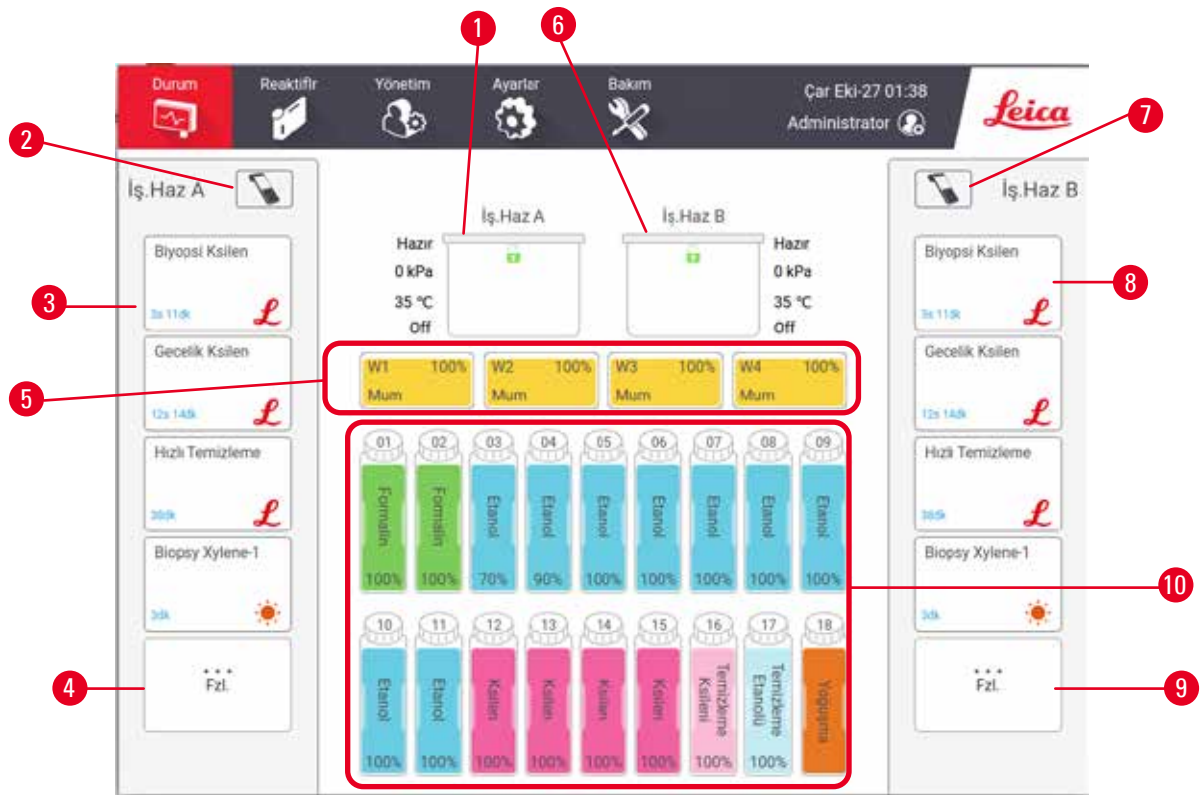 1
6
Durum
Reaktiflr
Yönetim
Ayarlar
Bakım
Çar Eki-27 01:38
Administrator
Leica
2
7
İş.Haz A
İş.Haz B
İş.Haz A
İş.Haz B
Hazır
0 kPa
35 °C
Off
Hazır
0 kPa
35 °C
Off
3
Biyopsi Ksilen
3s 11dk
L
Gecelik Ksilen
12s 14dk
L
Hızlı Temizleme
38dk
L
Biopsy Xylene-1
3dk
4
...
Fzl.
5
W1 100%
Mum
W2 100%
Mum
W3 100%
Mum
W4 100%
Mum
01 02 03 04 05 06 07 08 09
Formalin Formalin Etanol Etanol Etanol Etanol Etanol Etanol Etanol
100% 100% 70% 90% 100% 100% 100% 100% 100%
10 11 12 13 14 15 16 17 18
Etanol Etanol Ksilen Ksilen Ksilen Ksilen Temizleme Ksileni Temizleme Etanolü Yoğuşma
100% 100% 100% 100% 100% 100% 100% 100%
8
Biyopsi Ksilen
3s 11dk
L
Gecelik Ksilen
12s 14dk
L
Hızlı Temizleme
38dk
L
Biopsy Xylene-1
3dk
10
...
Fzl.
9